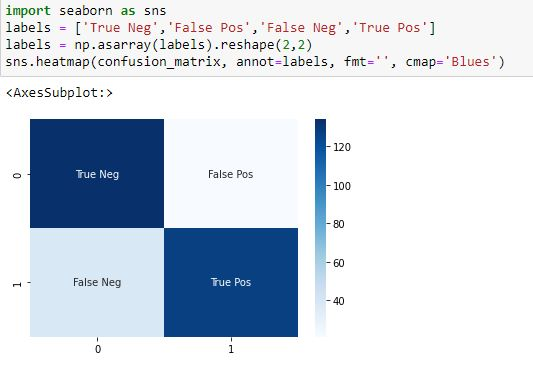 import seaborn as sns
labels = ['True Neg','False Pos','False Neg','True Pos']
labels = np.asarray(labels).reshape(2,2)
sns.heatmap(confusion_matrix, annot=labels, fmt='', cmap='Blues')
<AxesSubplot:>
True Neg False Pos
False Neg True Pos
0
1
0 1
120
100
80
60
40